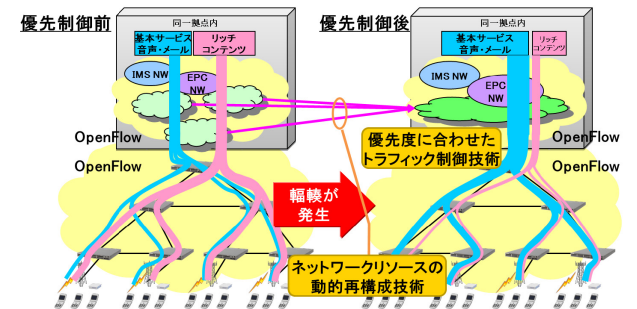 優先制御前
同一拠点内
基本サービス
音声・メール
リッチ
コンテンツ
IMS NW
EPC
NW
OpenFlow
OpenFlow
輻輳が
発生
優先制御後
同一拠点内
基本サービス
音声・メール
リッチ
コンテンツ
IMS NW
EPC
NW
優先度に合わせた
トラフィック制御技術
OpenFlow
OpenFlow
ネットワークリソースの
動的再構成技術